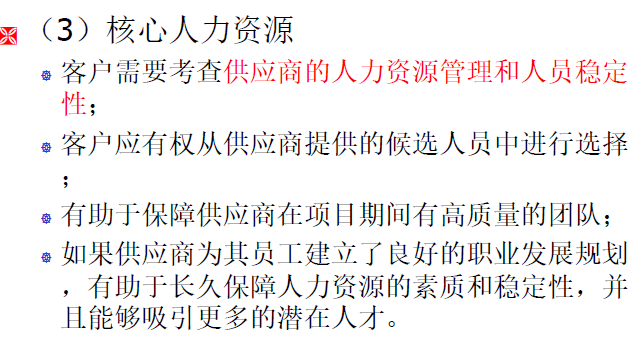 （3）核心人力资源
客户需要考查供应商的人力资源管理和人员稳定
性；
客户应有权从供应商提供的候选人员中进行选择
；
有助于保障供应商在项目期间有高质量的团队；
如果供应商为其员工建立了良好的职业发展规划
，有助于长久保障人力资源的素质和稳定性，并
且能够吸引更多的潜在人才。